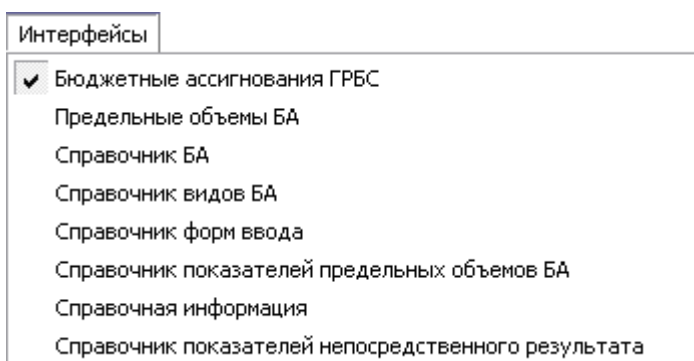 Интерфейсы
Бюджетные ассигнования ГРБС
Предельные объемы БА
Справочник БА
Справочник видов БА
Справочник форм ввода
Справочник показателей предельных объемов БА
Справочная информация
Справочник показателей непосредственного результата